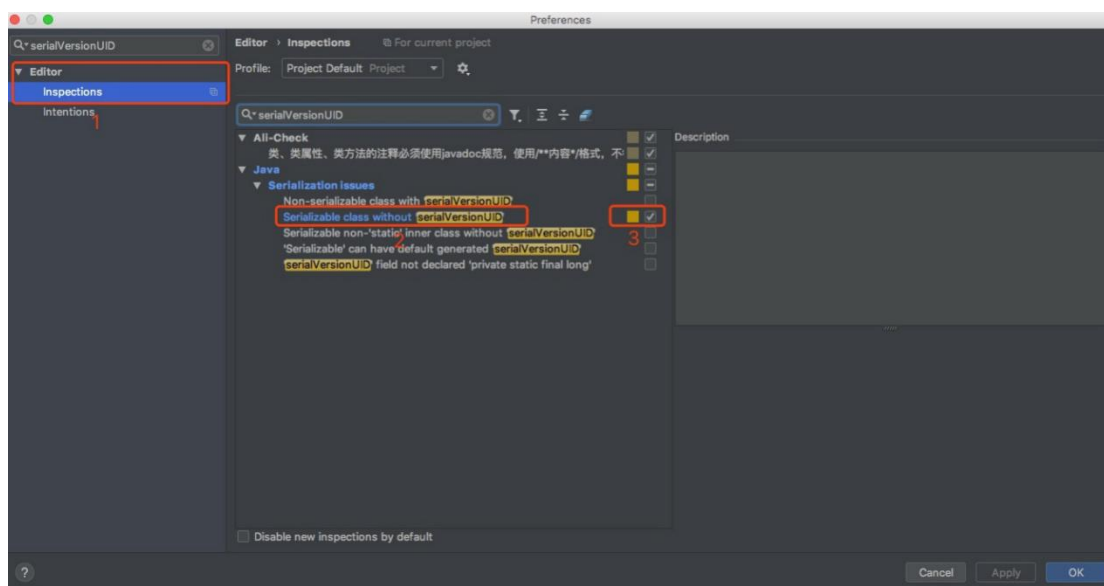 Preferences
serialVersionUID
Editor › Inspections For current project
Editor
Profile: Project Default Project
Inspections
Intentions
1
serialVersionUID
Ali-Check
Description
类、类属性、类方法的注释必须使用javadoc规范，使用/**内容*/格式，不
Java
Serialization issues
Non-serializable class with 'serialVersionUID'
Serializable class without 'serialVersionUID'
2
3
Serializable non-'static' inner class without 'serialVersionUID'
'Serializable' can have default generated 'serialVersionUID'
'serialVersionUID' field not declared 'private static final long'
Disable new inspections by default
?
Cancel
Apply
OK